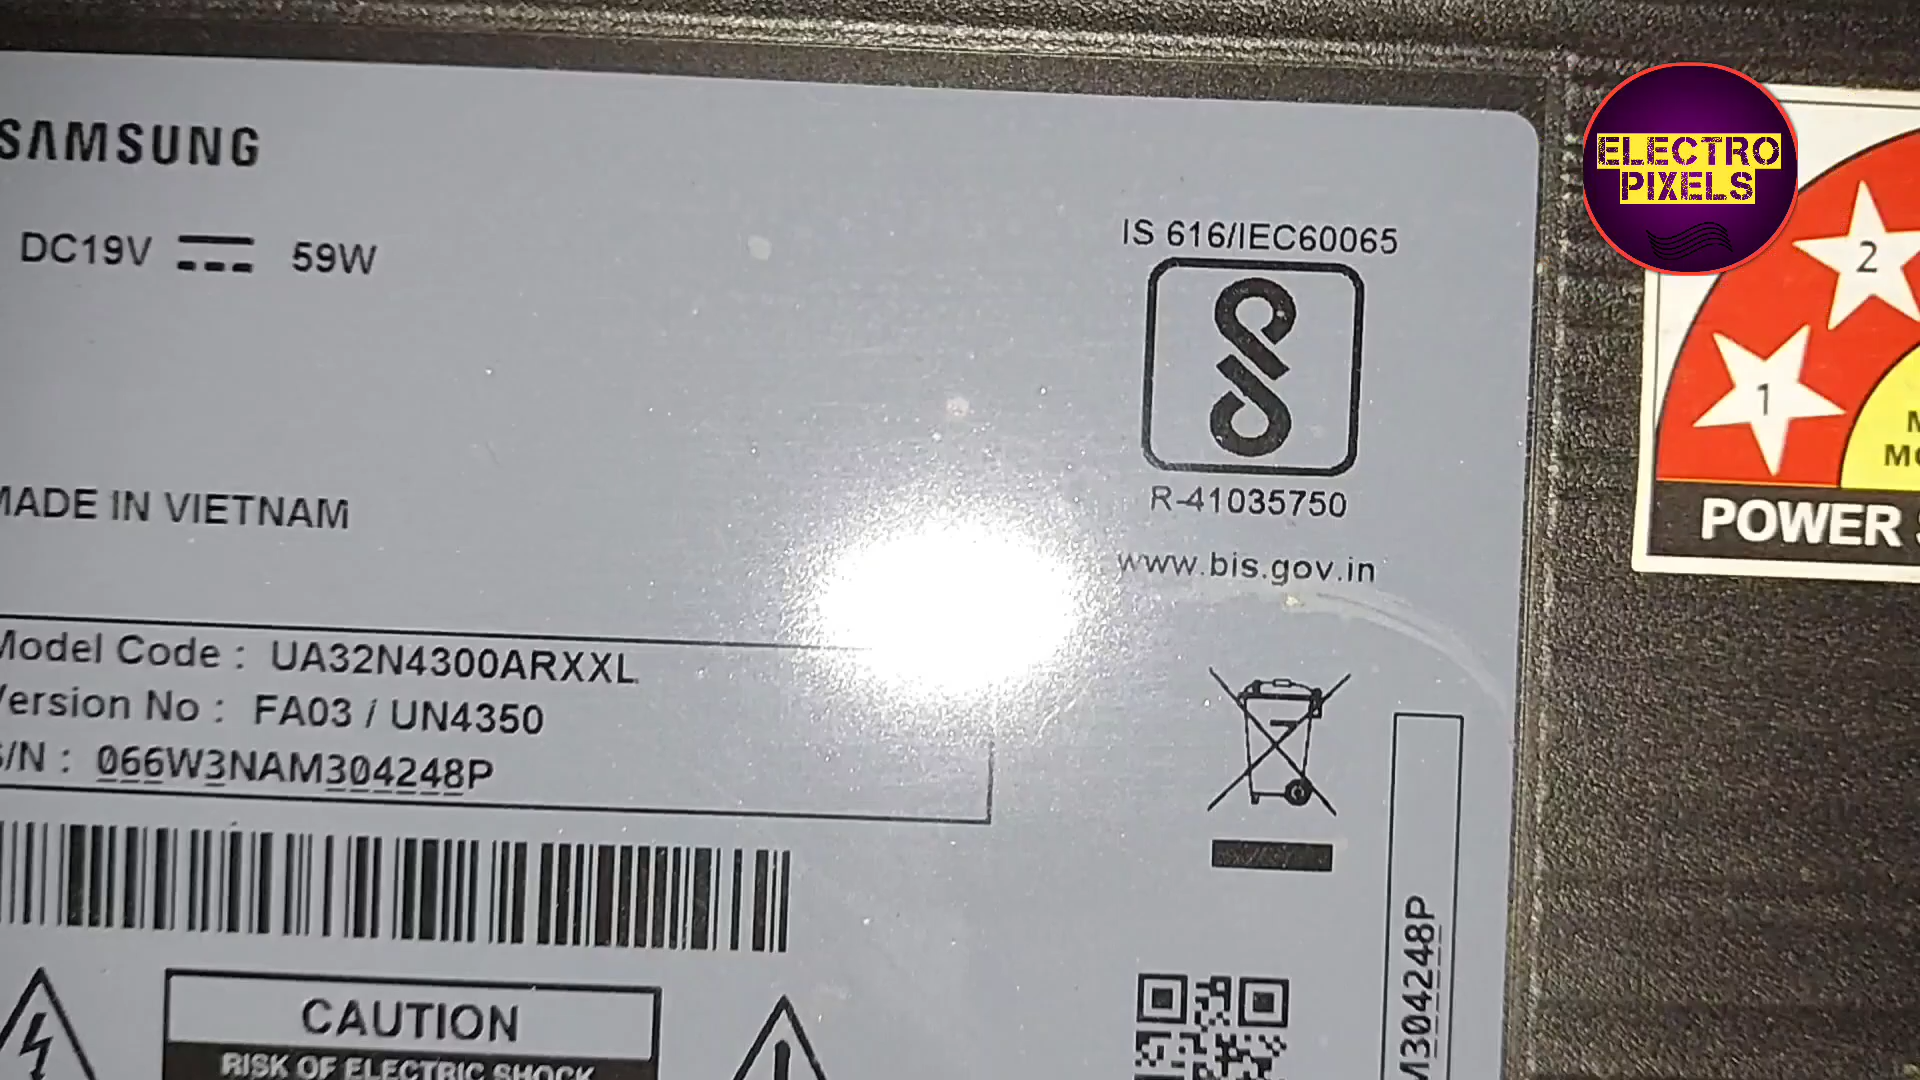 SAMSUNG
DC19V 59W
MADE IN VIETNAM
Model Code : UA32N4300ARXXL
Version No : FA03 / UN4350
S/N : 066W3NAM304248P
CAUTION
RISK OF ELECTRIC SHOCK
IS 616/IEC60065
R-41035750
www.bis.gov.in
M304248P
ELECTRO
PIXELS
1
2
POWER